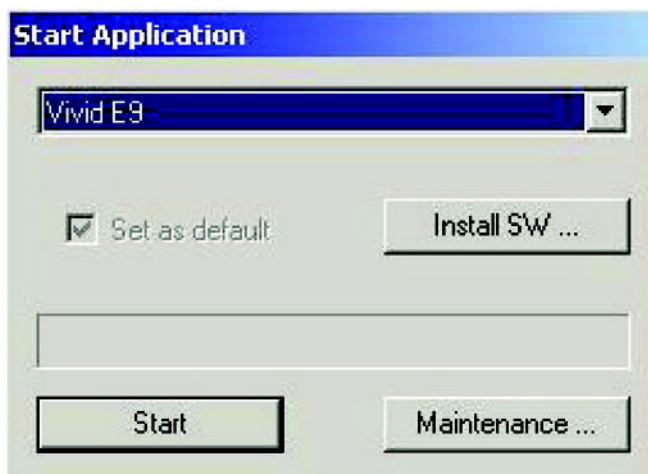 Start Application
Vivid E9
Set as default
Install SW ...
Start
Maintenance ...